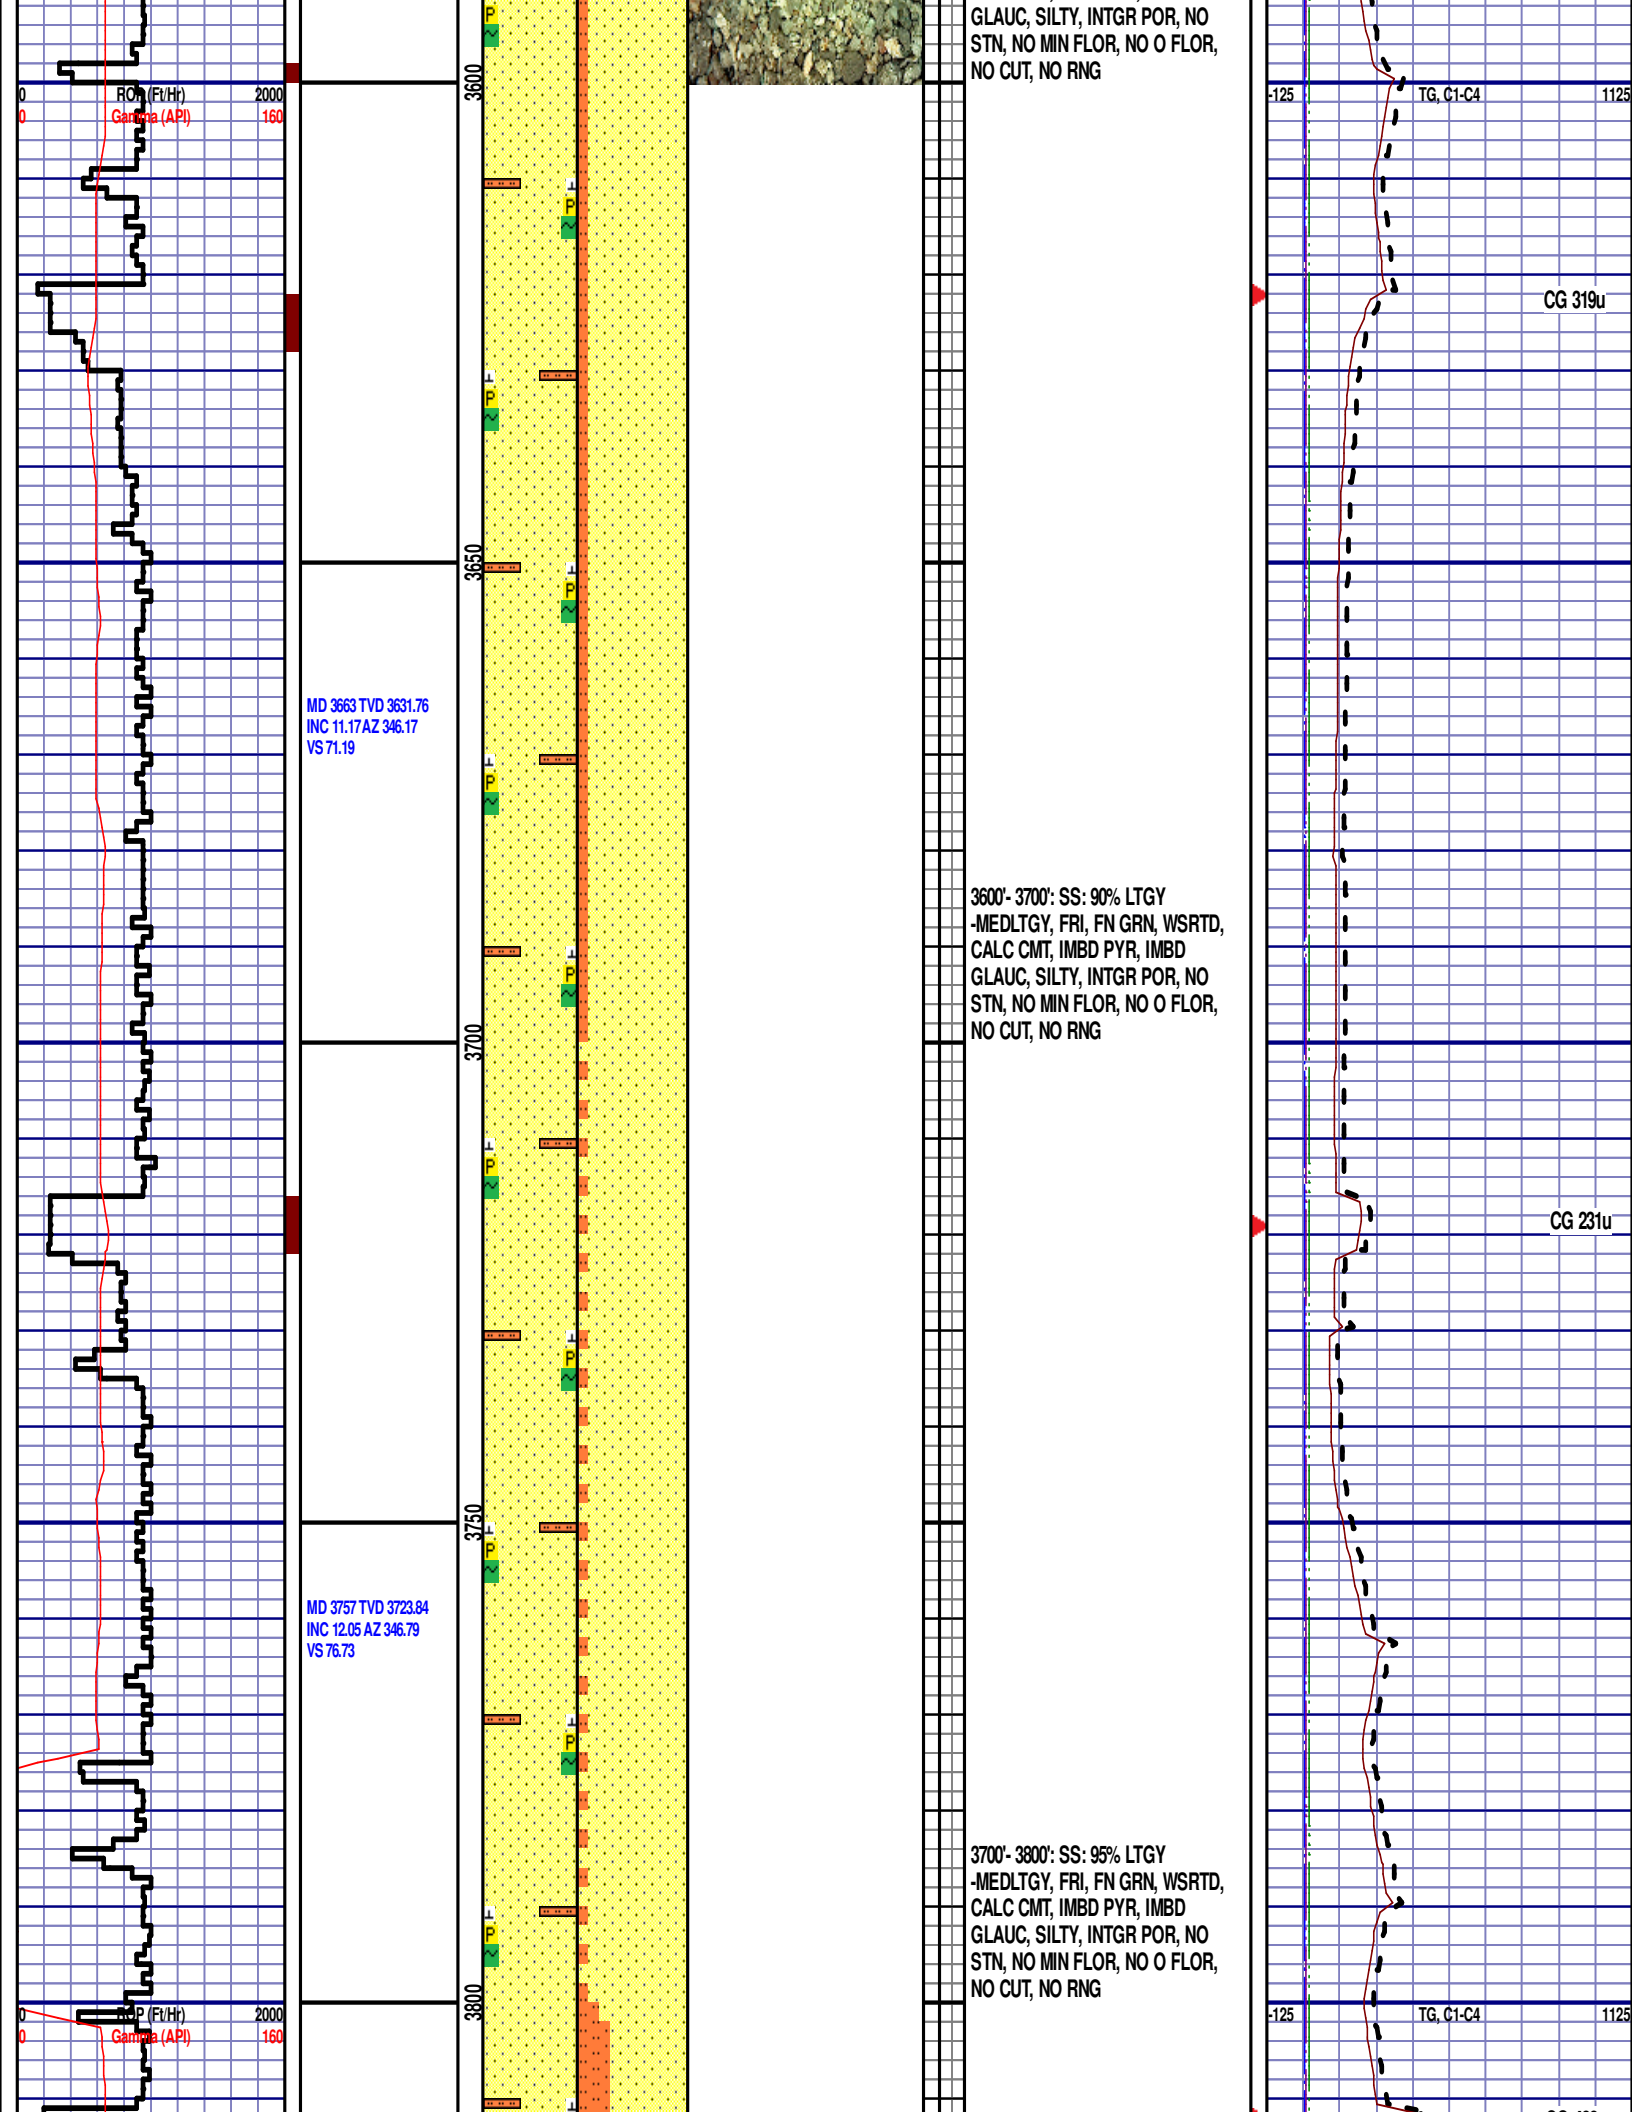 GLAUC, SILTY, INTGR POR, NO
STN, NO MIN FLOR, NO O FLOR,
NO CUT, NO RNG
3600
0 ROP (Ft/Hr) 2000
0 Gamma (API) 160
-125 TG, C1-C4 1125
CG 319u
3650
MD 3663 TVD 3631.76
INC 11.17 AZ 346.17
VS 71.19
3600'- 3700': SS: 90% LTGY
-MEDLTGY, FRI, FN GRN, WSRTD,
CALC CMT, IMBD PYR, IMBD
GLAUC, SILTY, INTGR POR, NO
STN, NO MIN FLOR, NO O FLOR,
NO CUT, NO RNG
3700
CG 231u
3750
MD 3757 TVD 3723.84
INC 12.05 AZ 346.79
VS 76.73
3700'- 3800': SS: 95% LTGY
-MEDLTGY, FRI, FN GRN, WSRTD,
CALC CMT, IMBD PYR, IMBD
GLAUC, SILTY, INTGR POR, NO
STN, NO MIN FLOR, NO O FLOR,
NO CUT, NO RNG
3800
0 ROP (Ft/Hr) 2000
0 Gamma (API) 160
-125 TG, C1-C4 1125
P
P
P
P
P
P
P
P
P
P
P